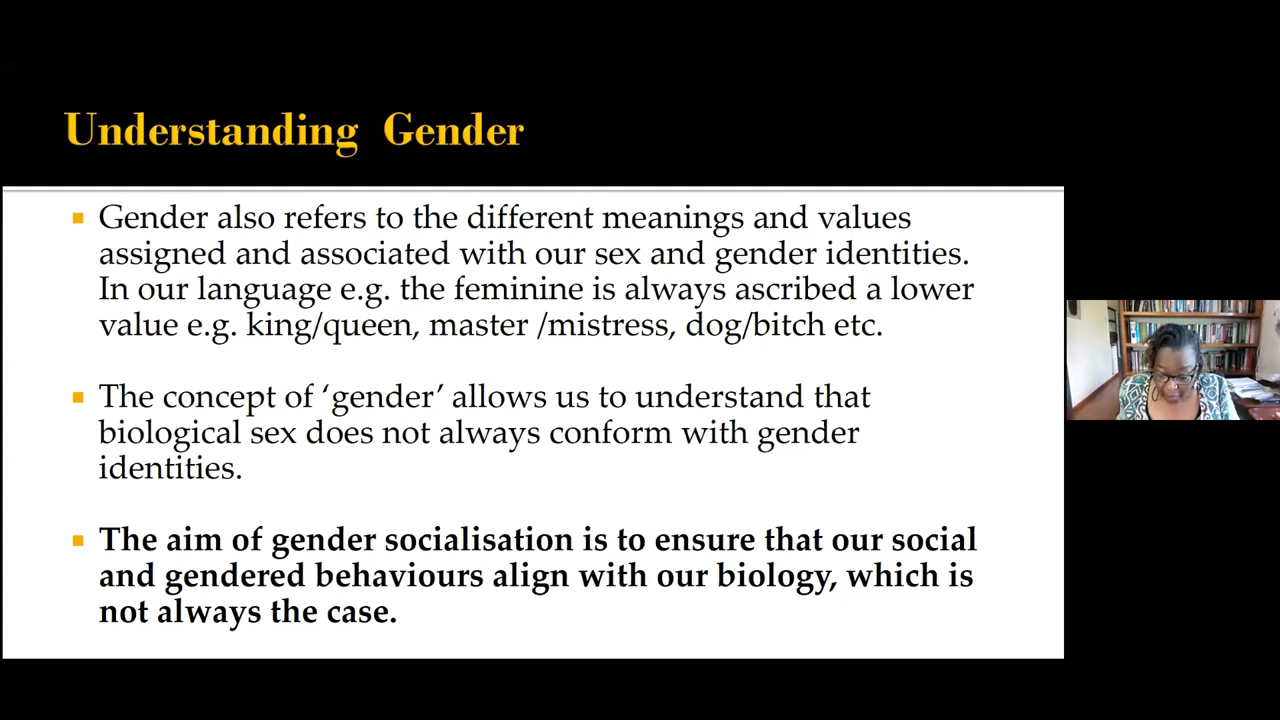 Understanding Gender
Gender also refers to the different meanings and values
assigned and associated with our sex and gender identities.
In our language e.g. the feminine is always ascribed a lower
value e.g. king/queen, master /mistress, dog/bitch etc.
The concept of ‘gender’ allows us to understand that
biological sex does not always conform with gender
identities.
The aim of gender socialisation is to ensure that our social
and gendered behaviours align with our biology, which is
not always the case.